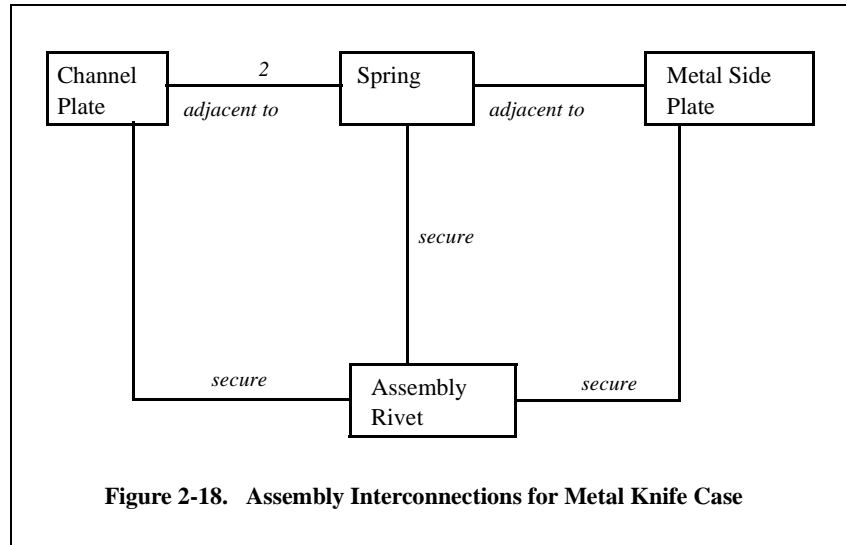 Channel
Plate
2
adjacent to
Spring
adjacent to
Metal Side
Plate
secure
secure
Assembly
Rivet
secure
Figure 2-18. Assembly Interconnections for Metal Knife Case